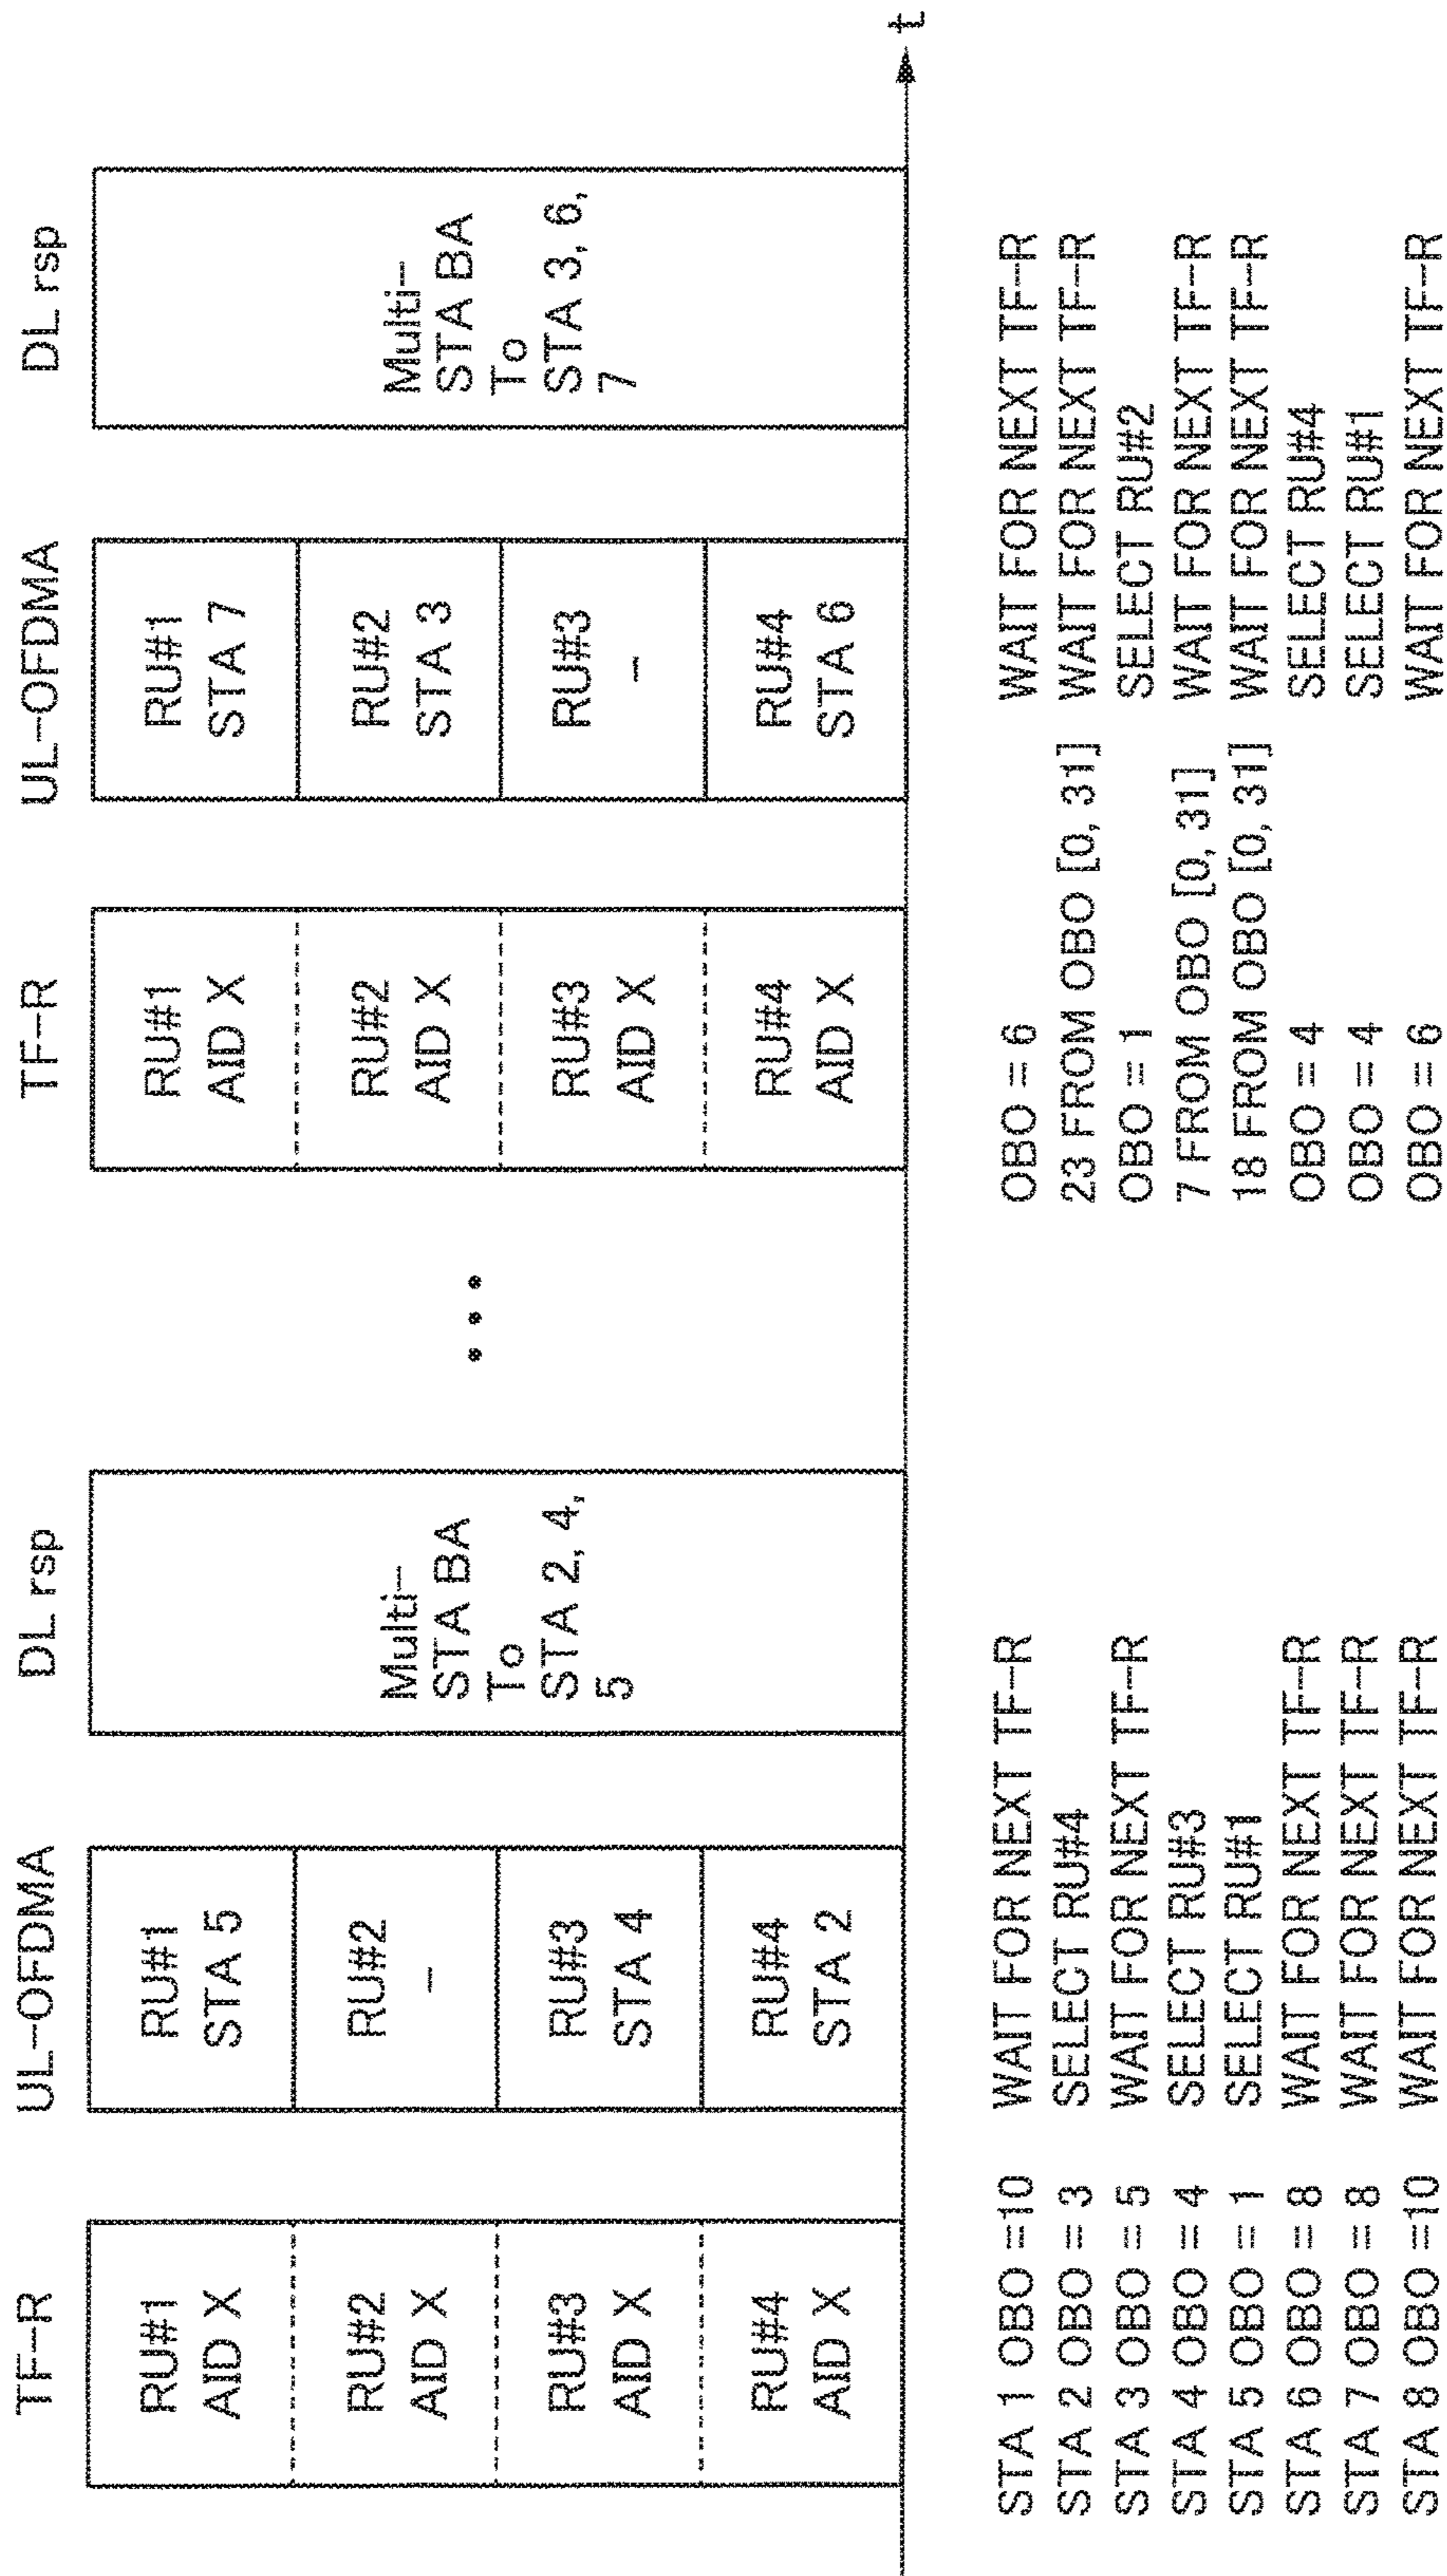 TF-R
UL-OFDMA
DL rsp
TF-R
UL-OFDMA
DL rsp
RU#1
AID X
RU#2
AID X
RU#3
AID X
RU#4
AID X
RU#1
STA 5
RU#2
-
RU#3
STA 4
RU#4
STA 2
Multi-
STA BA
To
STA 2, 4,
5
...
RU#1
AID X
RU#2
AID X
RU#3
AID X
RU#4
AID X
RU#1
STA 7
RU#2
STA 3
RU#3
-
RU#4
STA 6
Multi-
STA BA
To
STA 3, 6,
7
t
STA 1 OBO =10 WAIT FOR NEXT TF-R OBO = 6 WAIT FOR NEXT TF-R
STA 2 OBO = 3 SELECT RU#4 23 FROM OBO [0, 31] WAIT FOR NEXT TF-R
STA 3 OBO = 5 WAIT FOR NEXT TF-R OBO = 1 SELECT RU#2
STA 4 OBO = 4 SELECT RU#3 7 FROM OBO [0, 31] WAIT FOR NEXT TF-R
STA 5 OBO = 1 SELECT RU#1 18 FROM OBO [0, 31] WAIT FOR NEXT TF-R
STA 6 OBO = 8 WAIT FOR NEXT TF-R OBO = 4 SELECT RU#4
STA 7 OBO = 8 WAIT FOR NEXT TF-R OBO = 4 SELECT RU#1
STA 8 OBO =10 WAIT FOR NEXT TF-R OBO = 6 WAIT FOR NEXT TF-R